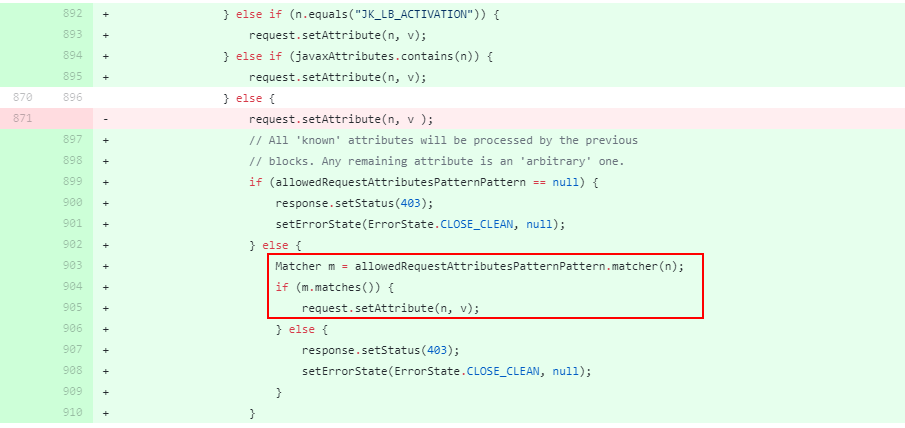 892 + } else if (n.equals("JK_LB_ACTIVATION")) {
893 + request.setAttribute(n, v);
894 + } else if (javaxAttributes.contains(n)) {
895 + request.setAttribute(n, v);
870 896 } else {
871 - request.setAttribute(n, v );
897 + // All 'known' attributes will be processed by the previous
898 + // blocks. Any remaining attribute is an 'arbitrary' one.
899 + if (allowedRequestAttributesPatternPattern == null) {
900 + response.setStatus(403);
901 + setErrorState(ErrorState.CLOSE_CLEAN, null);
902 + } else {
903 + Matcher m = allowedRequestAttributesPatternPattern.matcher(n);
904 + if (m.matches()) {
905 + request.setAttribute(n, v);
906 + } else {
907 + response.setStatus(403);
908 + setErrorState(ErrorState.CLOSE_CLEAN, null);
909 + }
910 + }